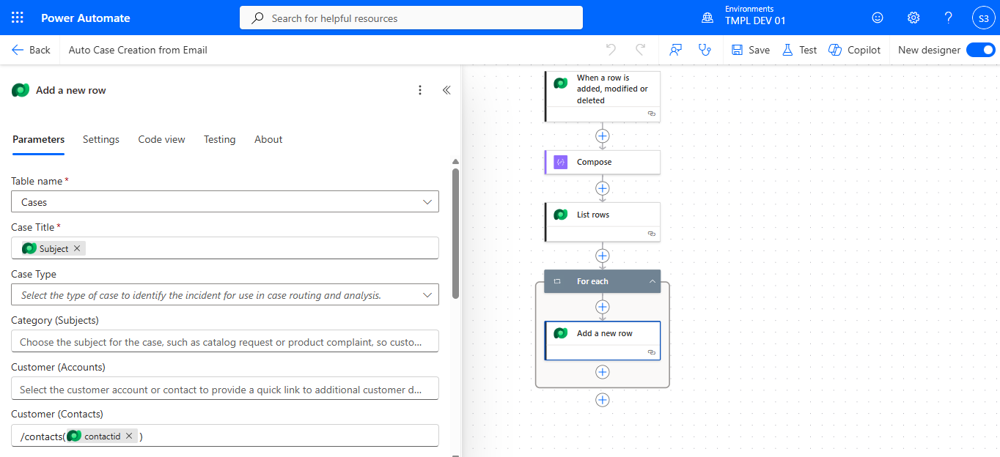 Power Automate
Search for helpful resources
Environments
TMPL DEV 01
?
S3
Back
Auto Case Creation from Email
Save
Test
Copilot
New designer
Add a new row
Parameters
Settings
Code view
Testing
About
Table name *
Cases
Case Title *
Subject
Case Type
Select the type of case to identify the incident for use in case routing and analysis.
Category (Subjects)
Choose the subject for the case, such as catalog request or product complaint, so custo...
Customer (Accounts)
Select the customer account or contact to provide a quick link to additional customer d...
Customer (Contacts)
/contacts( contactid )
When a row is
added, modified or
deleted
Compose
List rows
For each
Add a new row